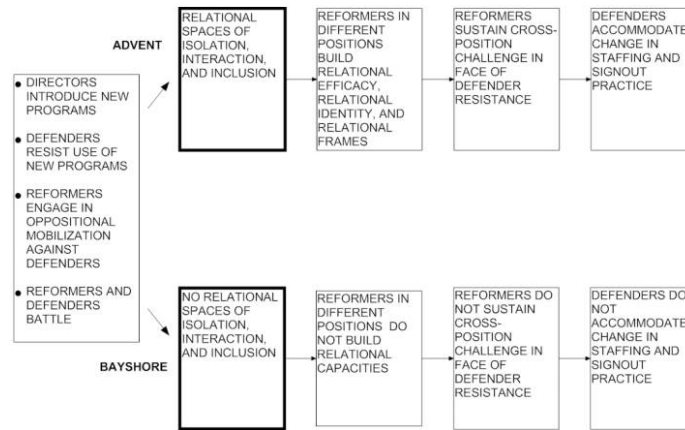 ADVENT
RELATIONAL
SPACES OF
ISOLATION,
INTERACTION,
AND INCLUSION
REFORMERS IN
DIFFERENT
POSITIONS
BUILD
RELATIONAL
EFFICACY,
RELATIONAL
IDENTITY, AND
RELATIONAL
FRAMES
REFORMERS
SUSTAIN CROSS-
POSITION
CHALLENGE IN
FACE OF
DEFENDER
RESISTANCE
DEFENDERS
ACCOMMODATE
CHANGE IN
STAFFING AND
SIGNOUT
PRACTICE
● DIRECTORS
INTRODUCE NEW
PROGRAMS
● DEFENDERS
RESIST USE OF
NEW PROGRAMS
● REFORMERS
ENGAGE IN
OPPOSITIONAL
MOBILIZATION
AGAINST
DEFENDERS
● REFORMERS AND
DEFENDERS
BATTLE
BAYSHORE
NO RELATIONAL
SPACES OF
ISOLATION,
INTERACTION,
AND INCLUSION
REFORMERS IN
DIFFERENT
POSITIONS DO
NOT BUILD
RELATIONAL
CAPACITIES
REFORMERS DO
NOT SUSTAIN
CROSS-
POSITION
CHALLENGE IN
FACE OF
DEFENDER
RESISTANCE
DEFENDERS DO
NOT
ACCOMMODATE
CHANGE IN
STAFFING AND
SIGNOUT
PRACTICE